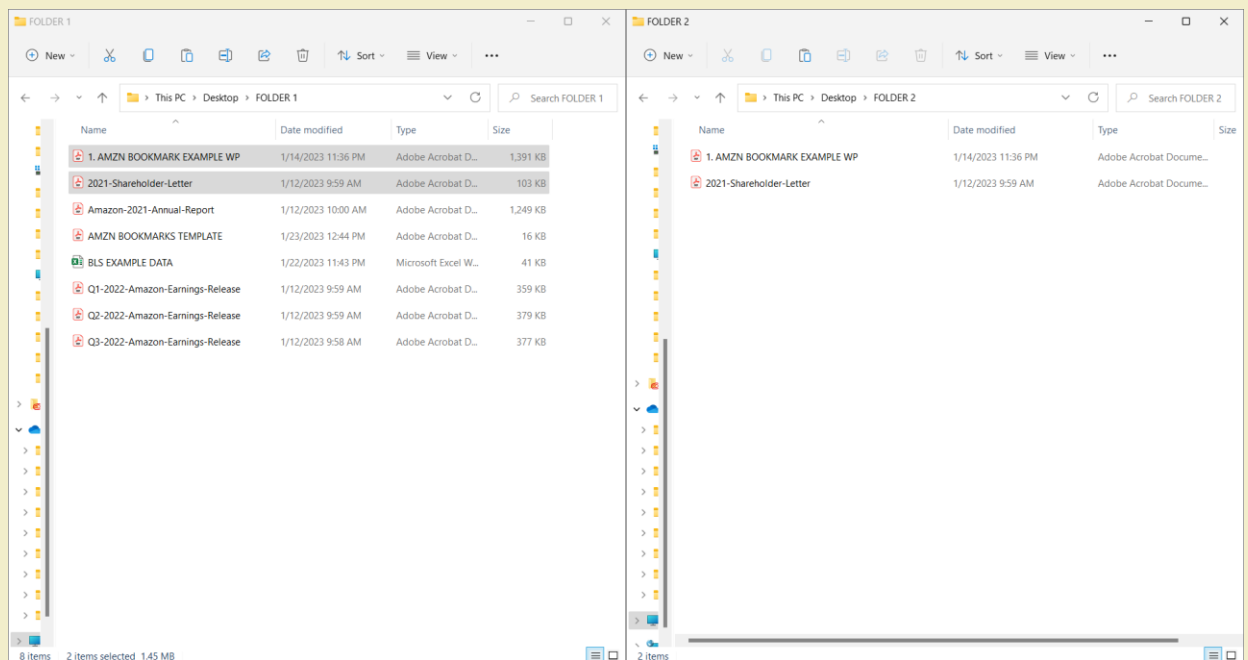 FOLDER 1
New Sort View
This PC Desktop FOLDER 1 Search FOLDER 1
Name Date modified Type Size
1. AMZN BOOKMARK EXAMPLE WP 1/14/2023 11:36 PM Adobe Acrobat D... 1,391 KB
2021-Shareholder-Letter 1/12/2023 9:59 AM Adobe Acrobat D... 103 KB
Amazon-2021-Annual-Report 1/12/2023 10:00 AM Adobe Acrobat D... 1,249 KB
AMZN BOOKMARKS TEMPLATE 1/23/2023 12:44 PM Adobe Acrobat D... 16 KB
BLS EXAMPLE DATA 1/22/2023 11:43 PM Microsoft Excel W... 41 KB
Q1-2022-Amazon-Earnings-Release 1/12/2023 9:59 AM Adobe Acrobat D... 359 KB
Q2-2022-Amazon-Earnings-Release 1/12/2023 9:59 AM Adobe Acrobat D... 379 KB
Q3-2022-Amazon-Earnings-Release 1/12/2023 9:58 AM Adobe Acrobat D... 377 KB
8 items 2 items selected 1.45 MB
FOLDER 2
New Sort View
This PC Desktop FOLDER 2 Search FOLDER 2
Name Date modified Type Size
1. AMZN BOOKMARK EXAMPLE WP 1/14/2023 11:36 PM Adobe Acrobat Docume...
2021-Shareholder-Letter 1/12/2023 9:59 AM Adobe Acrobat Docume...
2 items